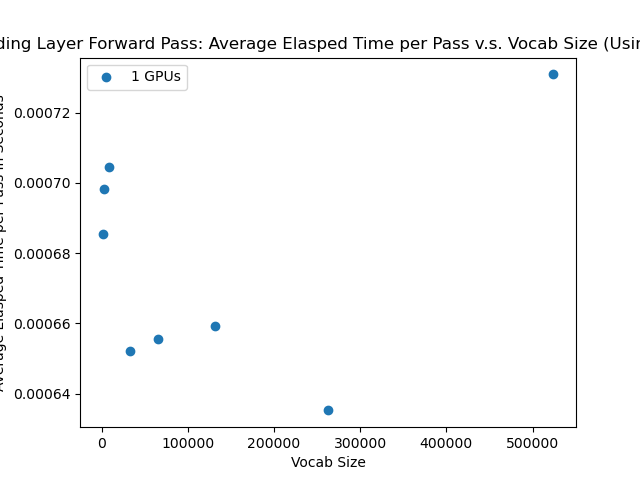 ding Layer Forward Pass: Average Elasped Time per Pass v.s. Vocab Size (Usin
1 GPUs
0.00072
0.00070
0.00068
0.00066
0.00064
Average Elasped Time per Pass in Seconds
0 100000 200000 300000 400000 500000
Vocab Size